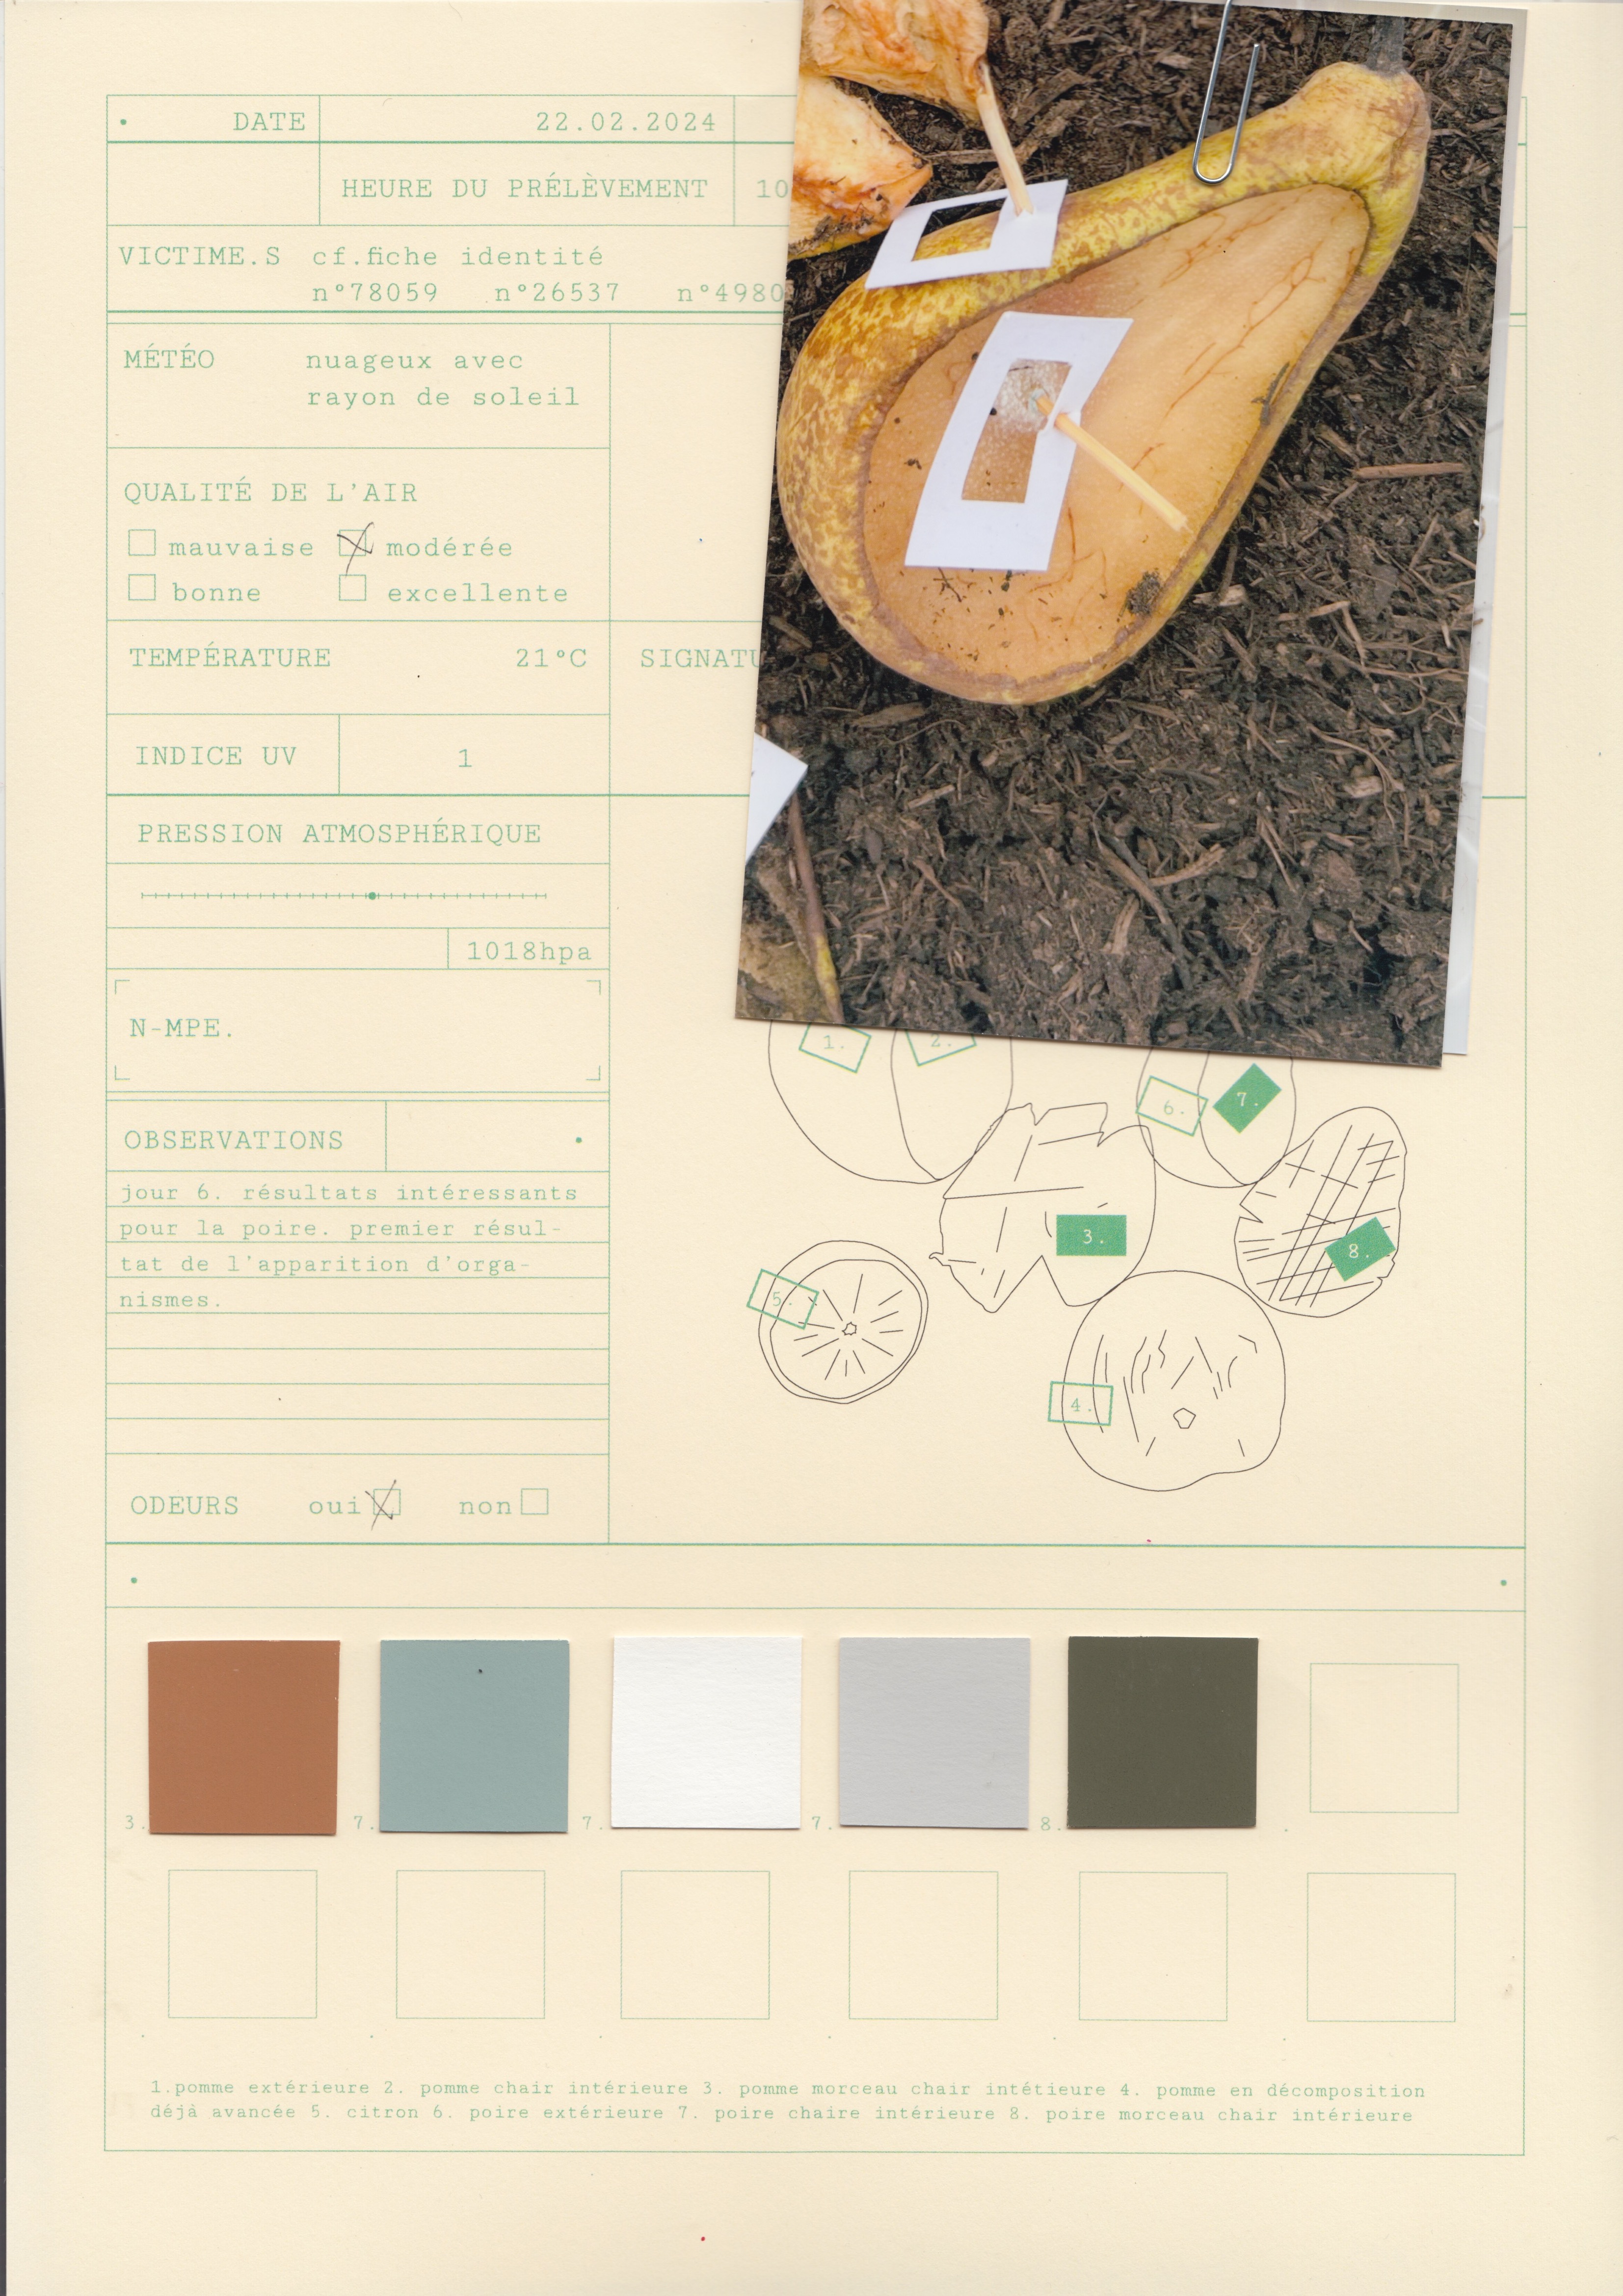 DATE 22.02.2024
HEURE DU PRÉLÈVEMENT 10
VICTIME.S cf.fiche identité
n°78059 n°26537 n°4980
MÉTÉO nuageux avec
rayon de soleil
QUALITÉ DE L'AIR
mauvaise modérée
bonne excellente
TEMPÉRATURE 21°C SIGNATU
INDICE UV 1
PRESSION ATMOSPHÉRIQUE
1018hpa
N-MPE.
OBSERVATIONS
jour 6. résultats intéressants
pour la poire. premier résul-
tat de l'apparition d'orga-
nismes.
ODEURS oui non
1. 2.
6. 7.
3. 8.
5.
4.
3. 7. 7. 7. 8.
1.pomme extérieure 2. pomme chair intérieure 3. pomme morceau chair intétieure 4. pomme en décomposition
déjà avancée 5. citron 6. poire extérieure 7. poire chaire intérieure 8. poire morceau chair intérieure